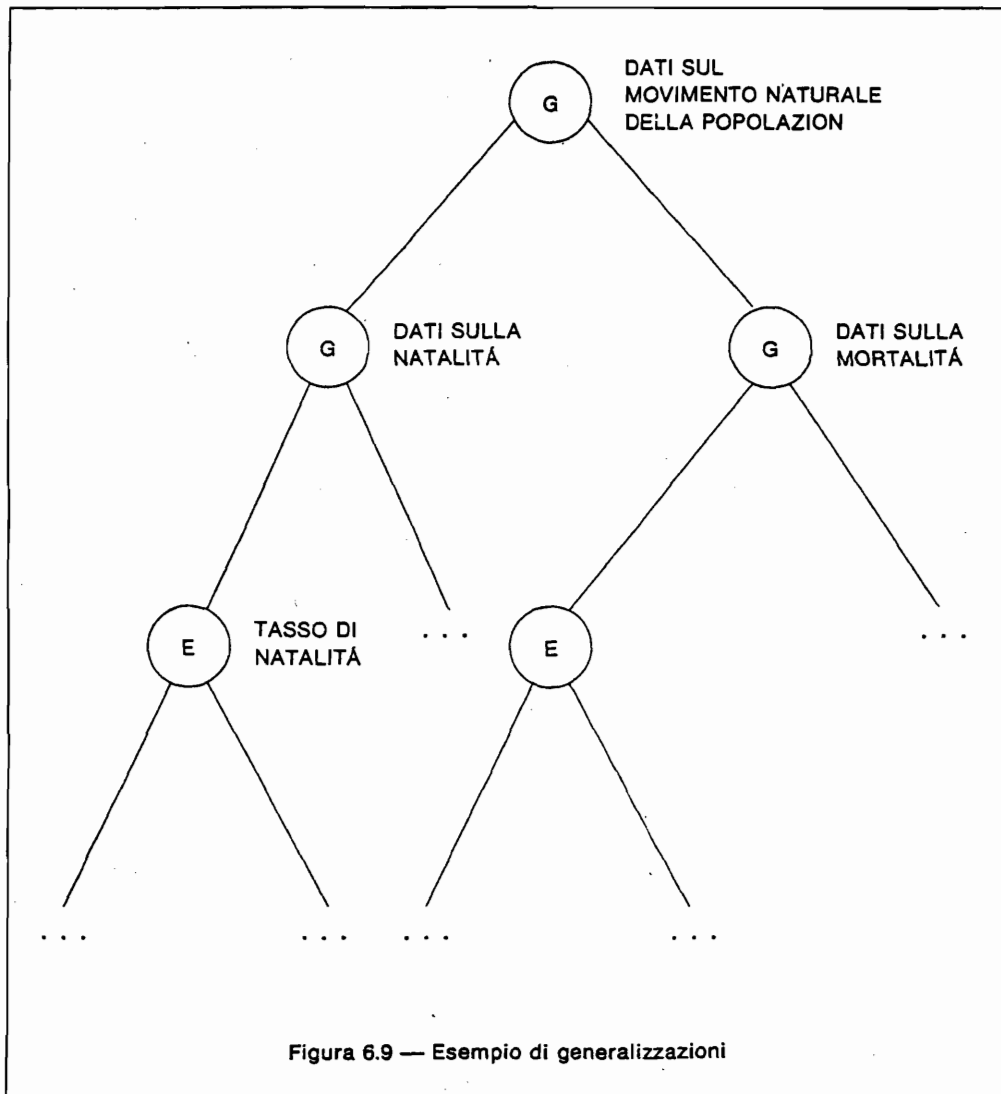 G
DATI SUL
MOVIMENTO NATURALE
DELLA POPOLAZION
G
DATI SULLA
NATALITÁ
G
DATI SULLA
MORTALITÁ
E
TASSO DI
NATALITÁ
. . .
E
. . .
. . .
. . .
. . .
. . .
Figura 6.9 — Esempio di generalizzazioni